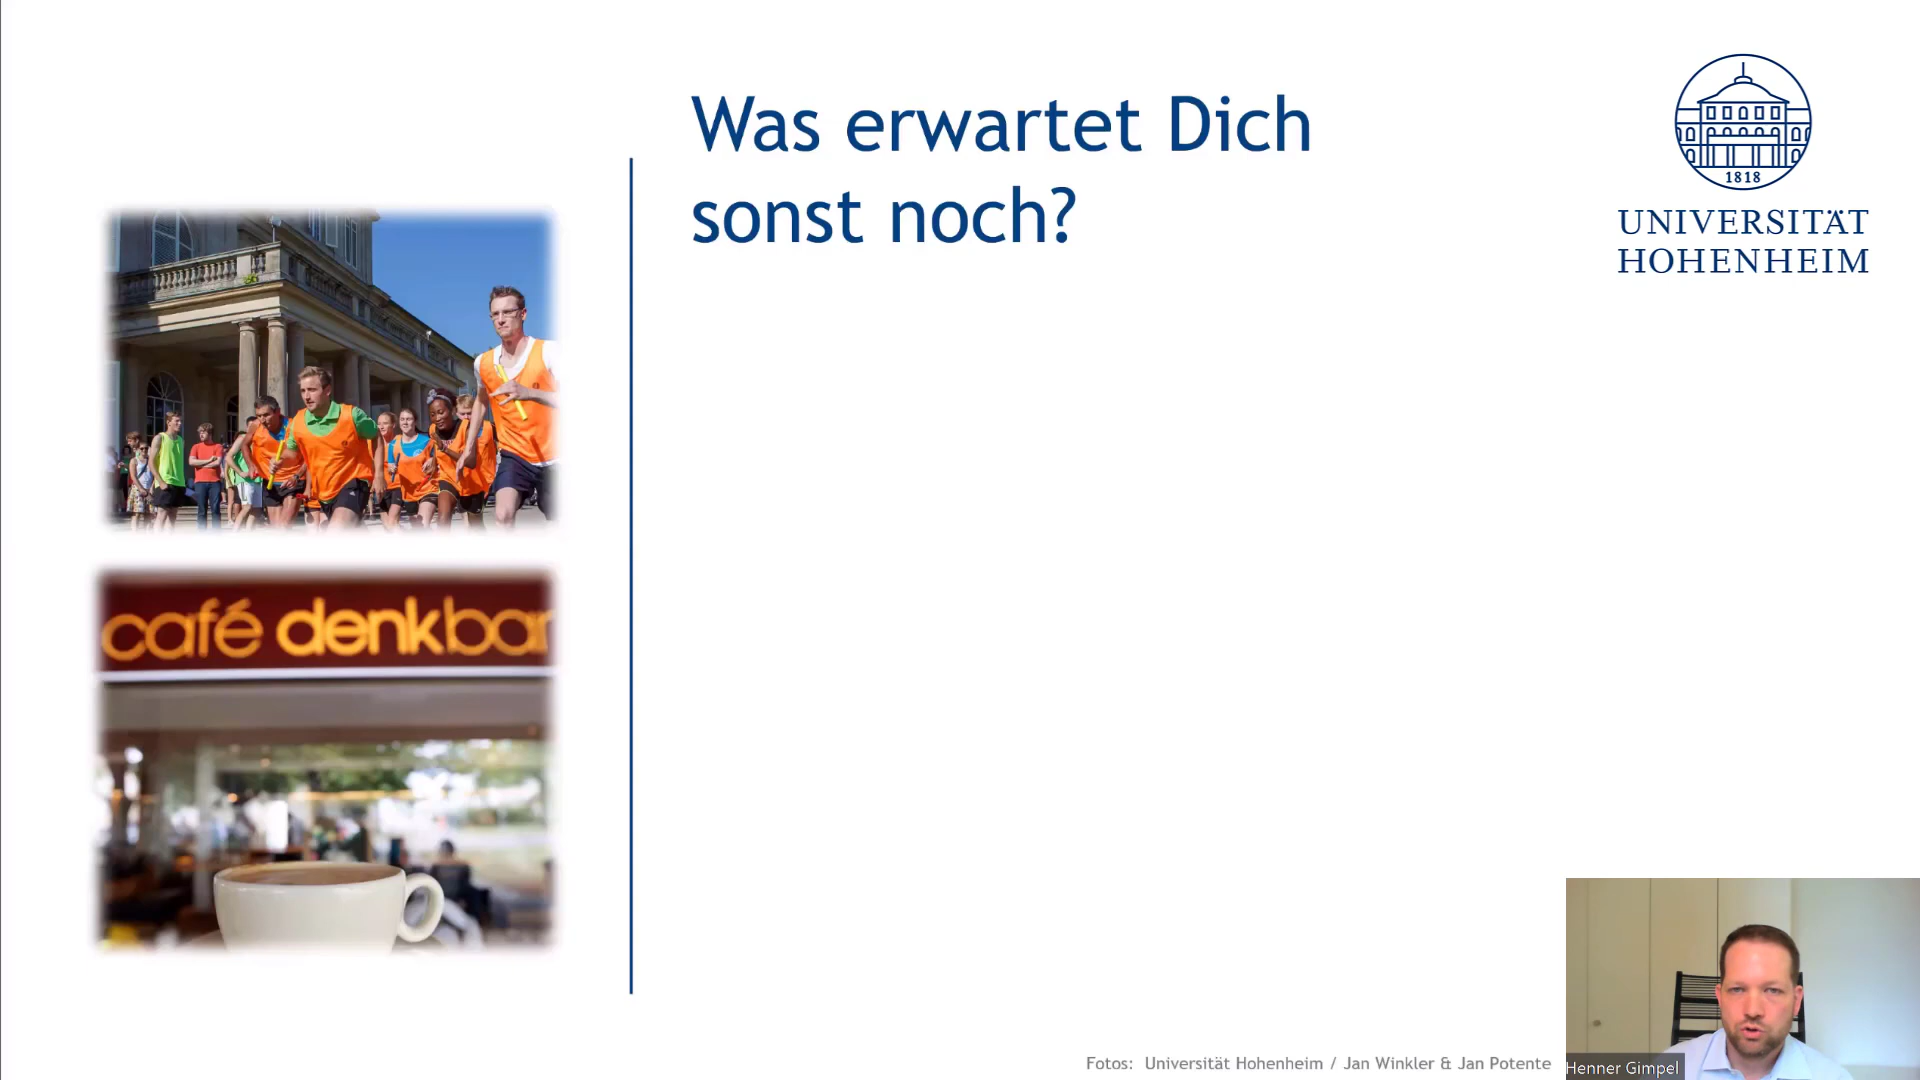 Was erwartet Dich
sonst noch?
1818
UNIVERSITÄT
HOHENHEIM
café denkbar
Fotos: Universität Hohenheim / Jan Winkler & Jan Potente
Henner Gimpel